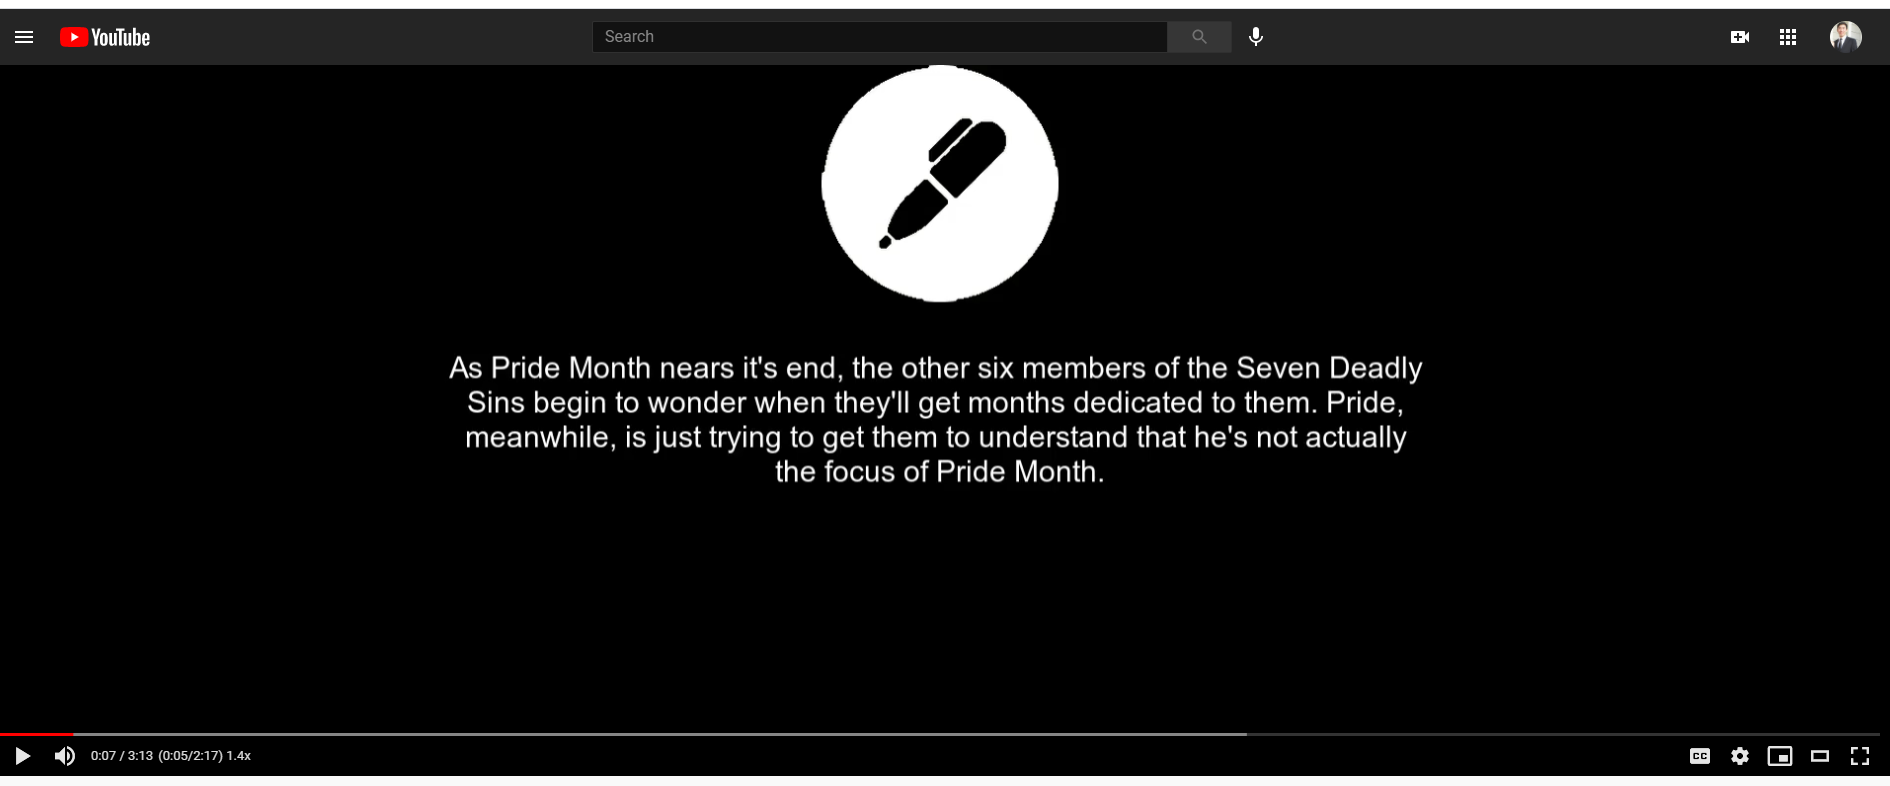 YouTube
Search
As Pride Month nears it's end, the other six members of the Seven Deadly
Sins begin to wonder when they'll get months dedicated to them. Pride,
meanwhile, is just trying to get them to understand that he's not actually
the focus of Pride Month.
0:07 / 3:13 (0:05/2:17) 1.4x
CC